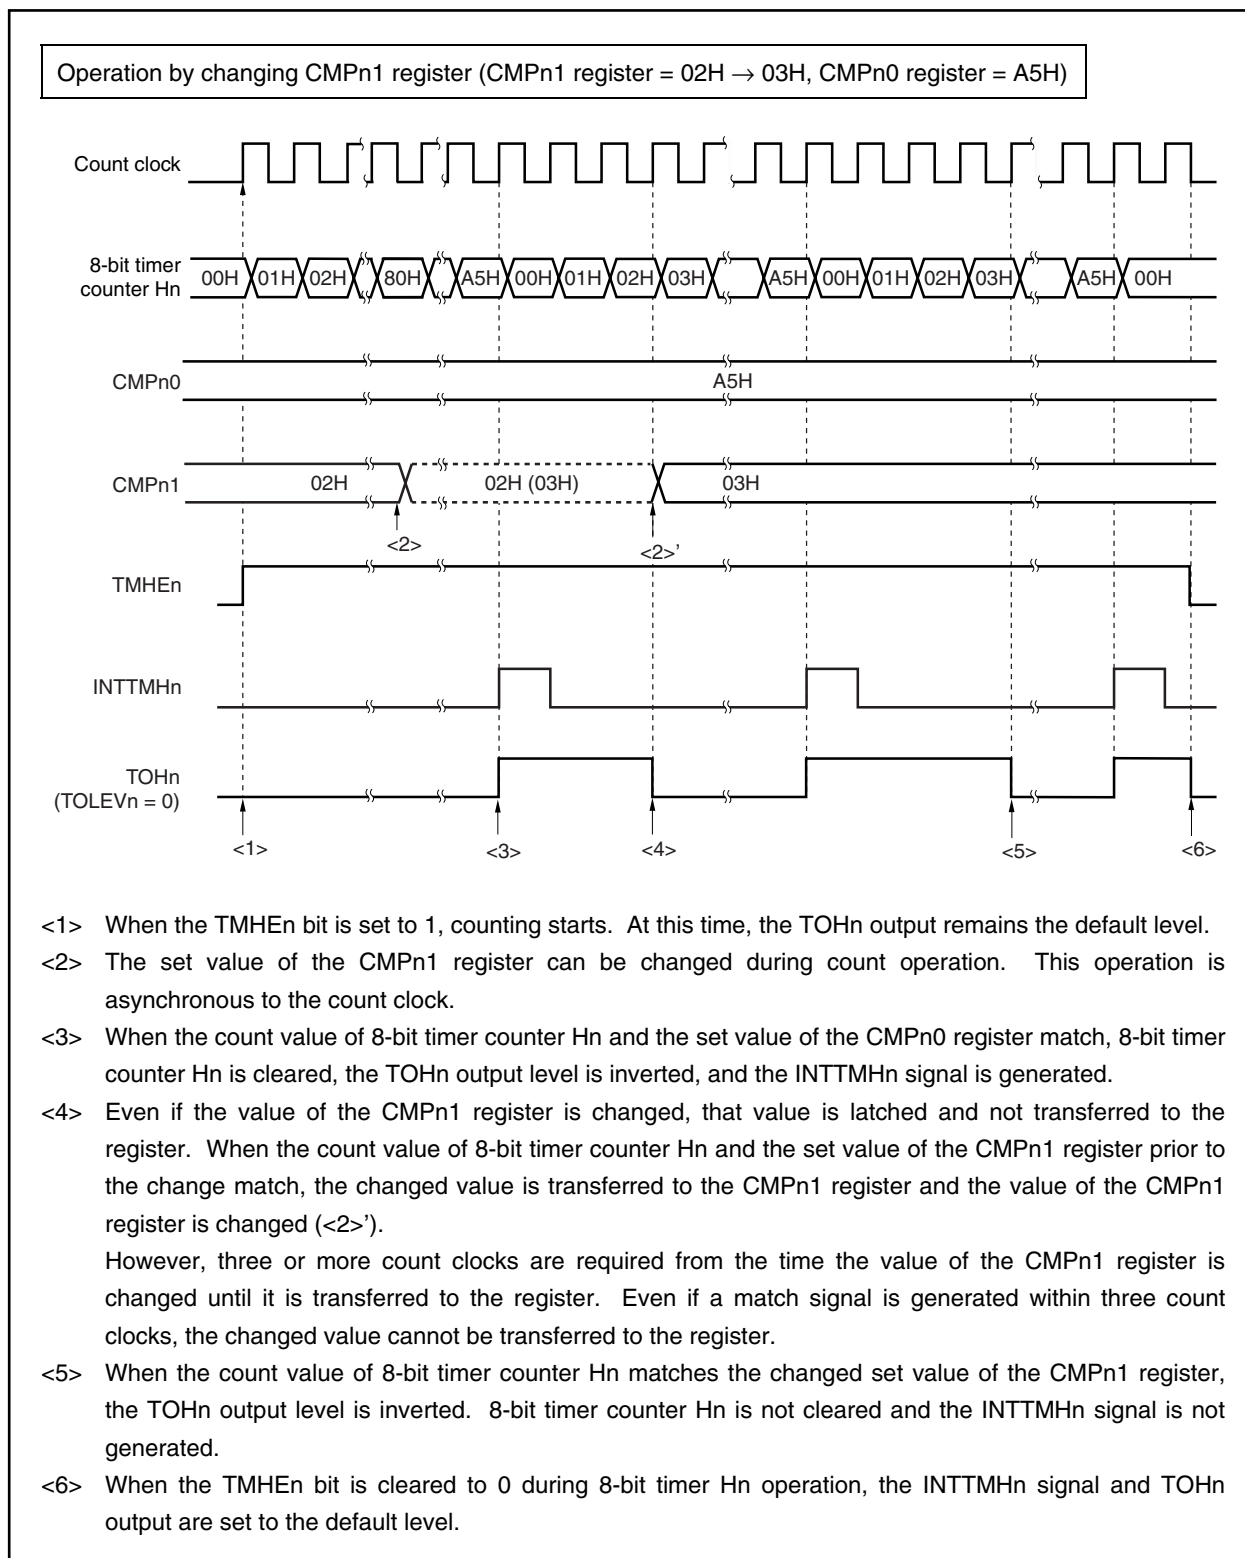 Operation by changing CMPn1 register (CMPn1 register = 02H → 03H, CMPn0 register = A5H)
Count clock
8-bit timer
counter Hn
00H 01H 02H 80H A5H 00H 01H 02H 03H A5H 00H 01H 02H 03H A5H 00H
CMPn0
A5H
CMPn1
02H 02H (03H) 03H
<2> <2>’
TMHEn
INTTMHn
TOHn
(TOLEVn = 0)
<1> <3> <4> <5> <6>
<1> When the TMHEn bit is set to 1, counting starts. At this time, the TOHn output remains the default level.
<2> The set value of the CMPn1 register can be changed during count operation. This operation is
asynchronous to the count clock.
<3> When the count value of 8-bit timer counter Hn and the set value of the CMPn0 register match, 8-bit timer
counter Hn is cleared, the TOHn output level is inverted, and the INTTMHn signal is generated.
<4> Even if the value of the CMPn1 register is changed, that value is latched and not transferred to the
register. When the count value of 8-bit timer counter Hn and the set value of the CMPn1 register prior to
the change match, the changed value is transferred to the CMPn1 register and the value of the CMPn1
register is changed (<2>’).
However, three or more count clocks are required from the time the value of the CMPn1 register is
changed until it is transferred to the register. Even if a match signal is generated within three count
clocks, the changed value cannot be transferred to the register.
<5> When the count value of 8-bit timer counter Hn matches the changed set value of the CMPn1 register,
the TOHn output level is inverted. 8-bit timer counter Hn is not cleared and the INTTMHn signal is not
generated.
<6> When the TMHEn bit is cleared to 0 during 8-bit timer Hn operation, the INTTMHn signal and TOHn
output are set to the default level.